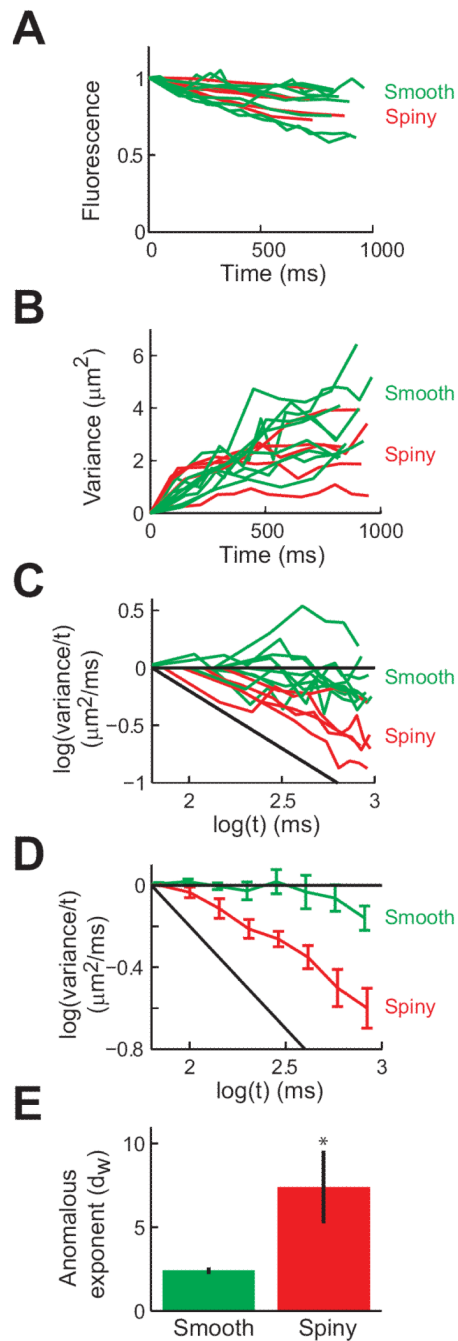 A
Fluorescence
1
0.5
0
0
500
1000
Time (ms)
Smooth
Spiny
B
Variance (μm²)
6
4
2
0
0
500
1000
Time (ms)
Smooth
Spiny
C
log(variance/t)
(μm²/ms)
0.5
0
−0.5
−1
2
2.5
3
log(t) (ms)
Smooth
Spiny
D
log(variance/t)
(μm²/ms)
0
−0.4
−0.8
2
2.5
3
log(t) (ms)
Smooth
Spiny
E
Anomalous
exponent (dw)
10
5
0
*
Smooth
Spiny